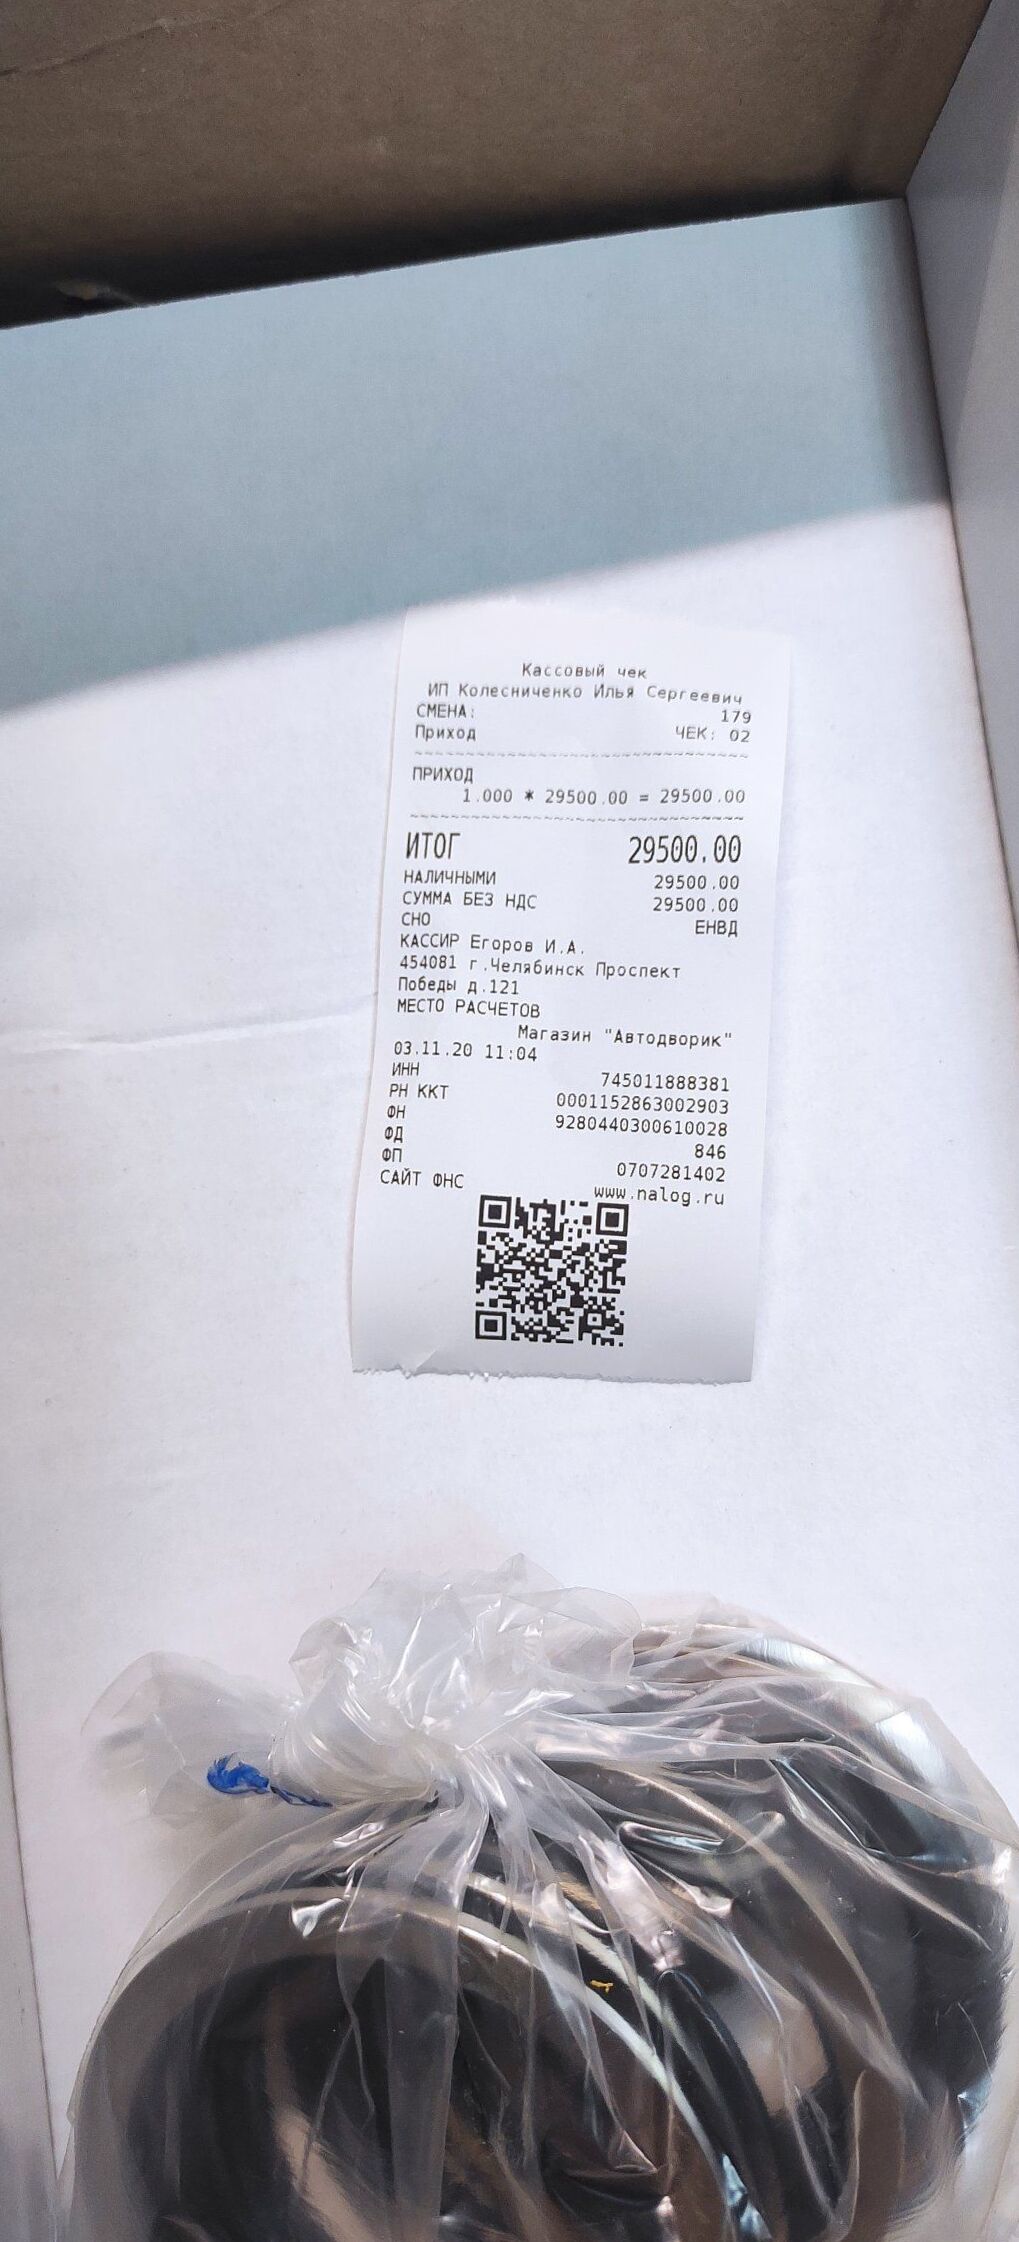 Кассовый чек
ИП Колесниченко Илья Сергеевич
СМЕНА: 179
Приход ЧЕК: 02
~~~~~~~~~~~~~~~~~~~~~~~~~~~~~~~~
ПРИХОД
1.000 * 29500.00 = 29500.00
~~~~~~~~~~~~~~~~~~~~~~~~~~~~~~~~
ИТОГ 29500.00
НАЛИЧНЫМИ 29500.00
СУММА БЕЗ НДС 29500.00
СНО ЕНВД
КАССИР Егоров И.А.
454081 г.Челябинск Проспект
Победы д.121
МЕСТО РАСЧЕТОВ
Магазин "Автодворик"
03.11.20 11:04
ИНН 745011888381
РН ККТ 0001152863002903
ФН 9280440300610028
ФД 846
ФП 0707281402
САЙТ ФНС www.nalog.ru